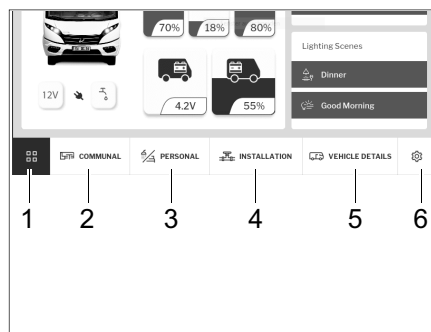 70% 18% 80%
Lighting Scenes
Dinner
12V
4.2V 55%
Good Morning
COMMUNAL PERSONAL INSTALLATION VEHICLE DETAILS
1 2 3 4 5 6